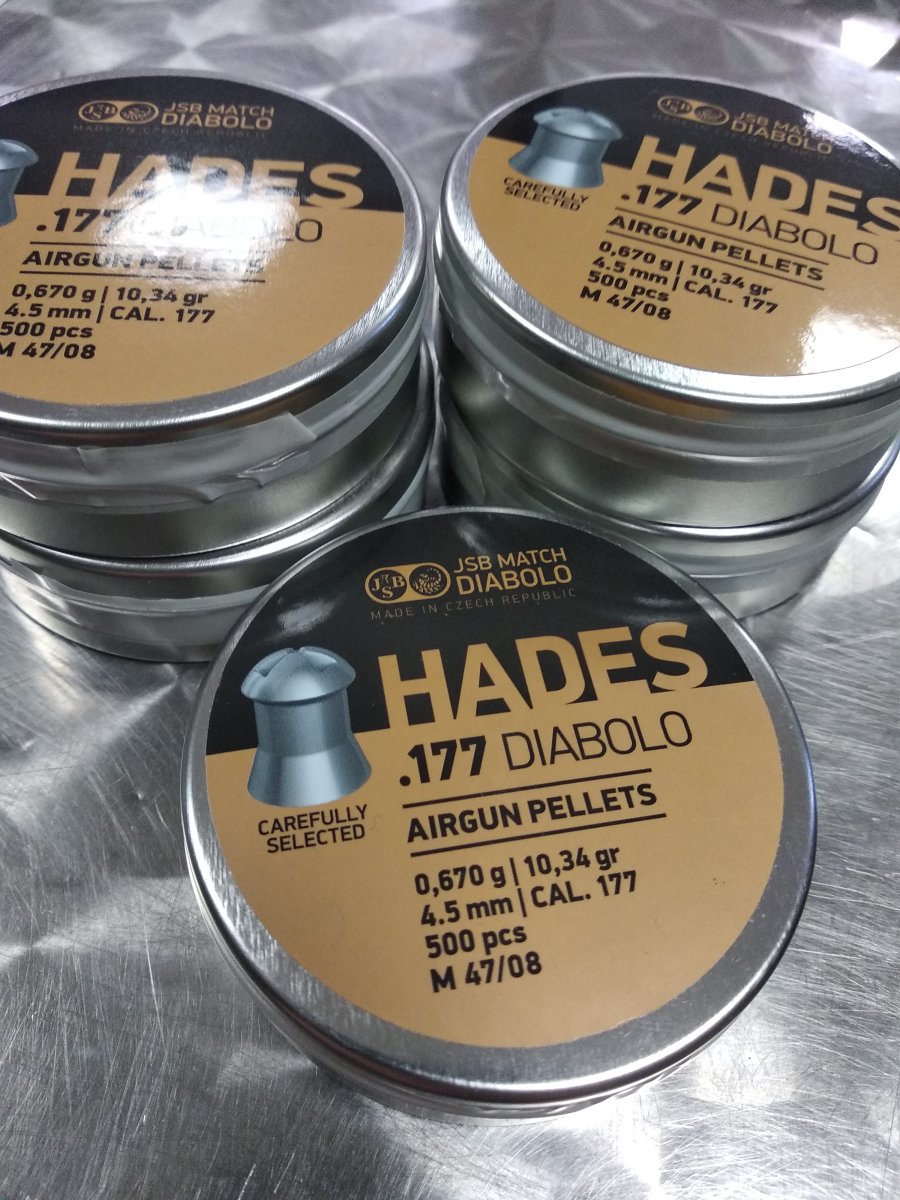 JSB MATCH
DIABOLO
MADE IN CZECH REPUBLIC
HADES
.177 DIABOLO
AIRGUN PELLETS
0,670 g | 10,34 gr
4.5 mm | CAL. 177
500 pcs
M 47/08
JSB
JSB MATCH
DIABOLO
MADE IN CZECH REPUBLIC
HADES
.177 DIABOLO
CAREFULLY
SELECTED
AIRGUN PELLETS
0,670 g | 10,34 gr
4.5 mm | CAL. 177
500 pcs
M 47/08
JSB
JSB MATCH
DIABOLO
MADE IN CZECH REPUBLIC
HADES
.177 DIABOLO
CAREFULLY
SELECTED
AIRGUN PELLETS
0,670 g | 10,34 gr
4.5 mm | CAL. 177
500 pcs
M 47/08